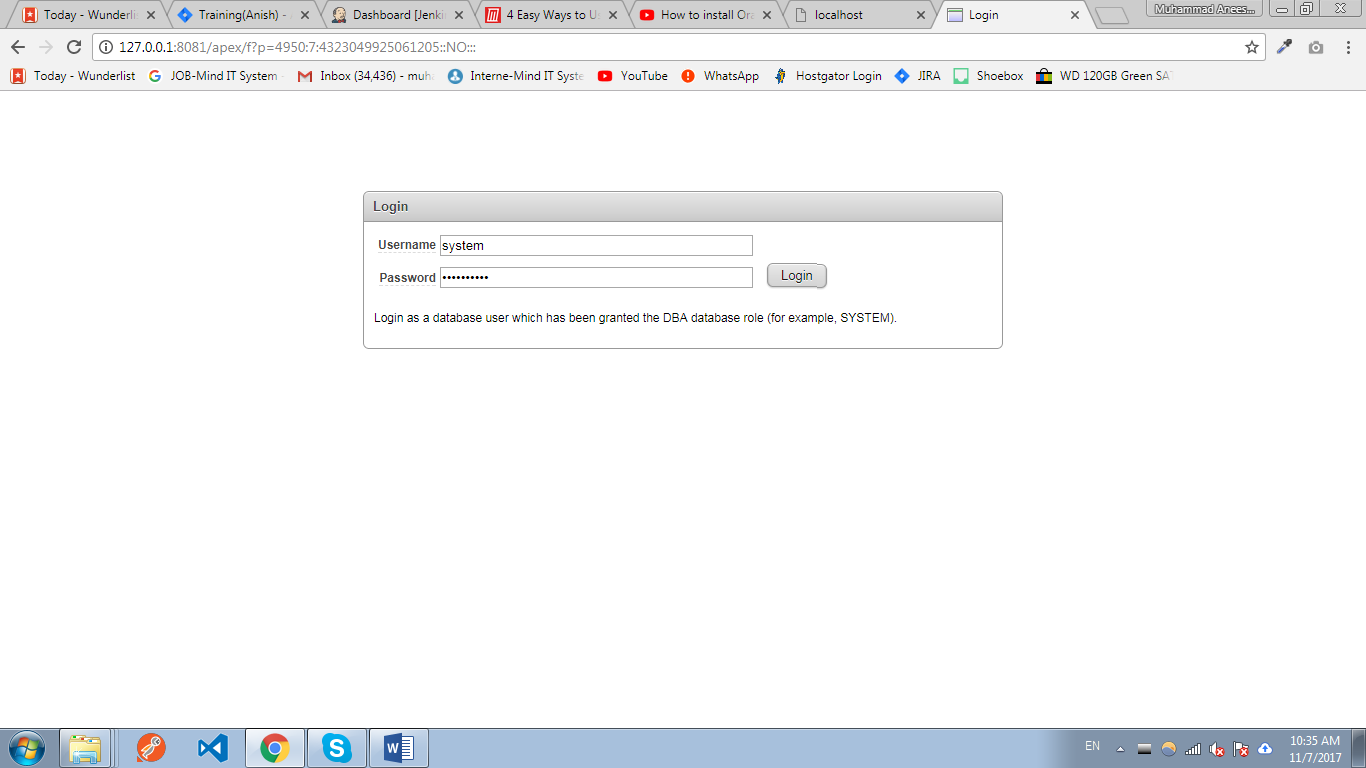 Today - Wunderlis
Training(Anish) -
Dashboard [Jenki
4 Easy Ways to U
How to install Ora
localhost
Login
Muhammad Anees...
127.0.0.1:8081/apex/f?p=4950:7:4323049925061205::NO:::
Today - Wunderlist
JOB-Mind IT System
Inbox (34,436) - muh
Interne-Mind IT Syste
YouTube
WhatsApp
Hostgator Login
JIRA
Shoebox
WD 120GB Green SA
Login
Username system
Password ••••••••••
Login
Login as a database user which has been granted the DBA database role (for example, SYSTEM).
EN
10:35 AM
11/7/2017